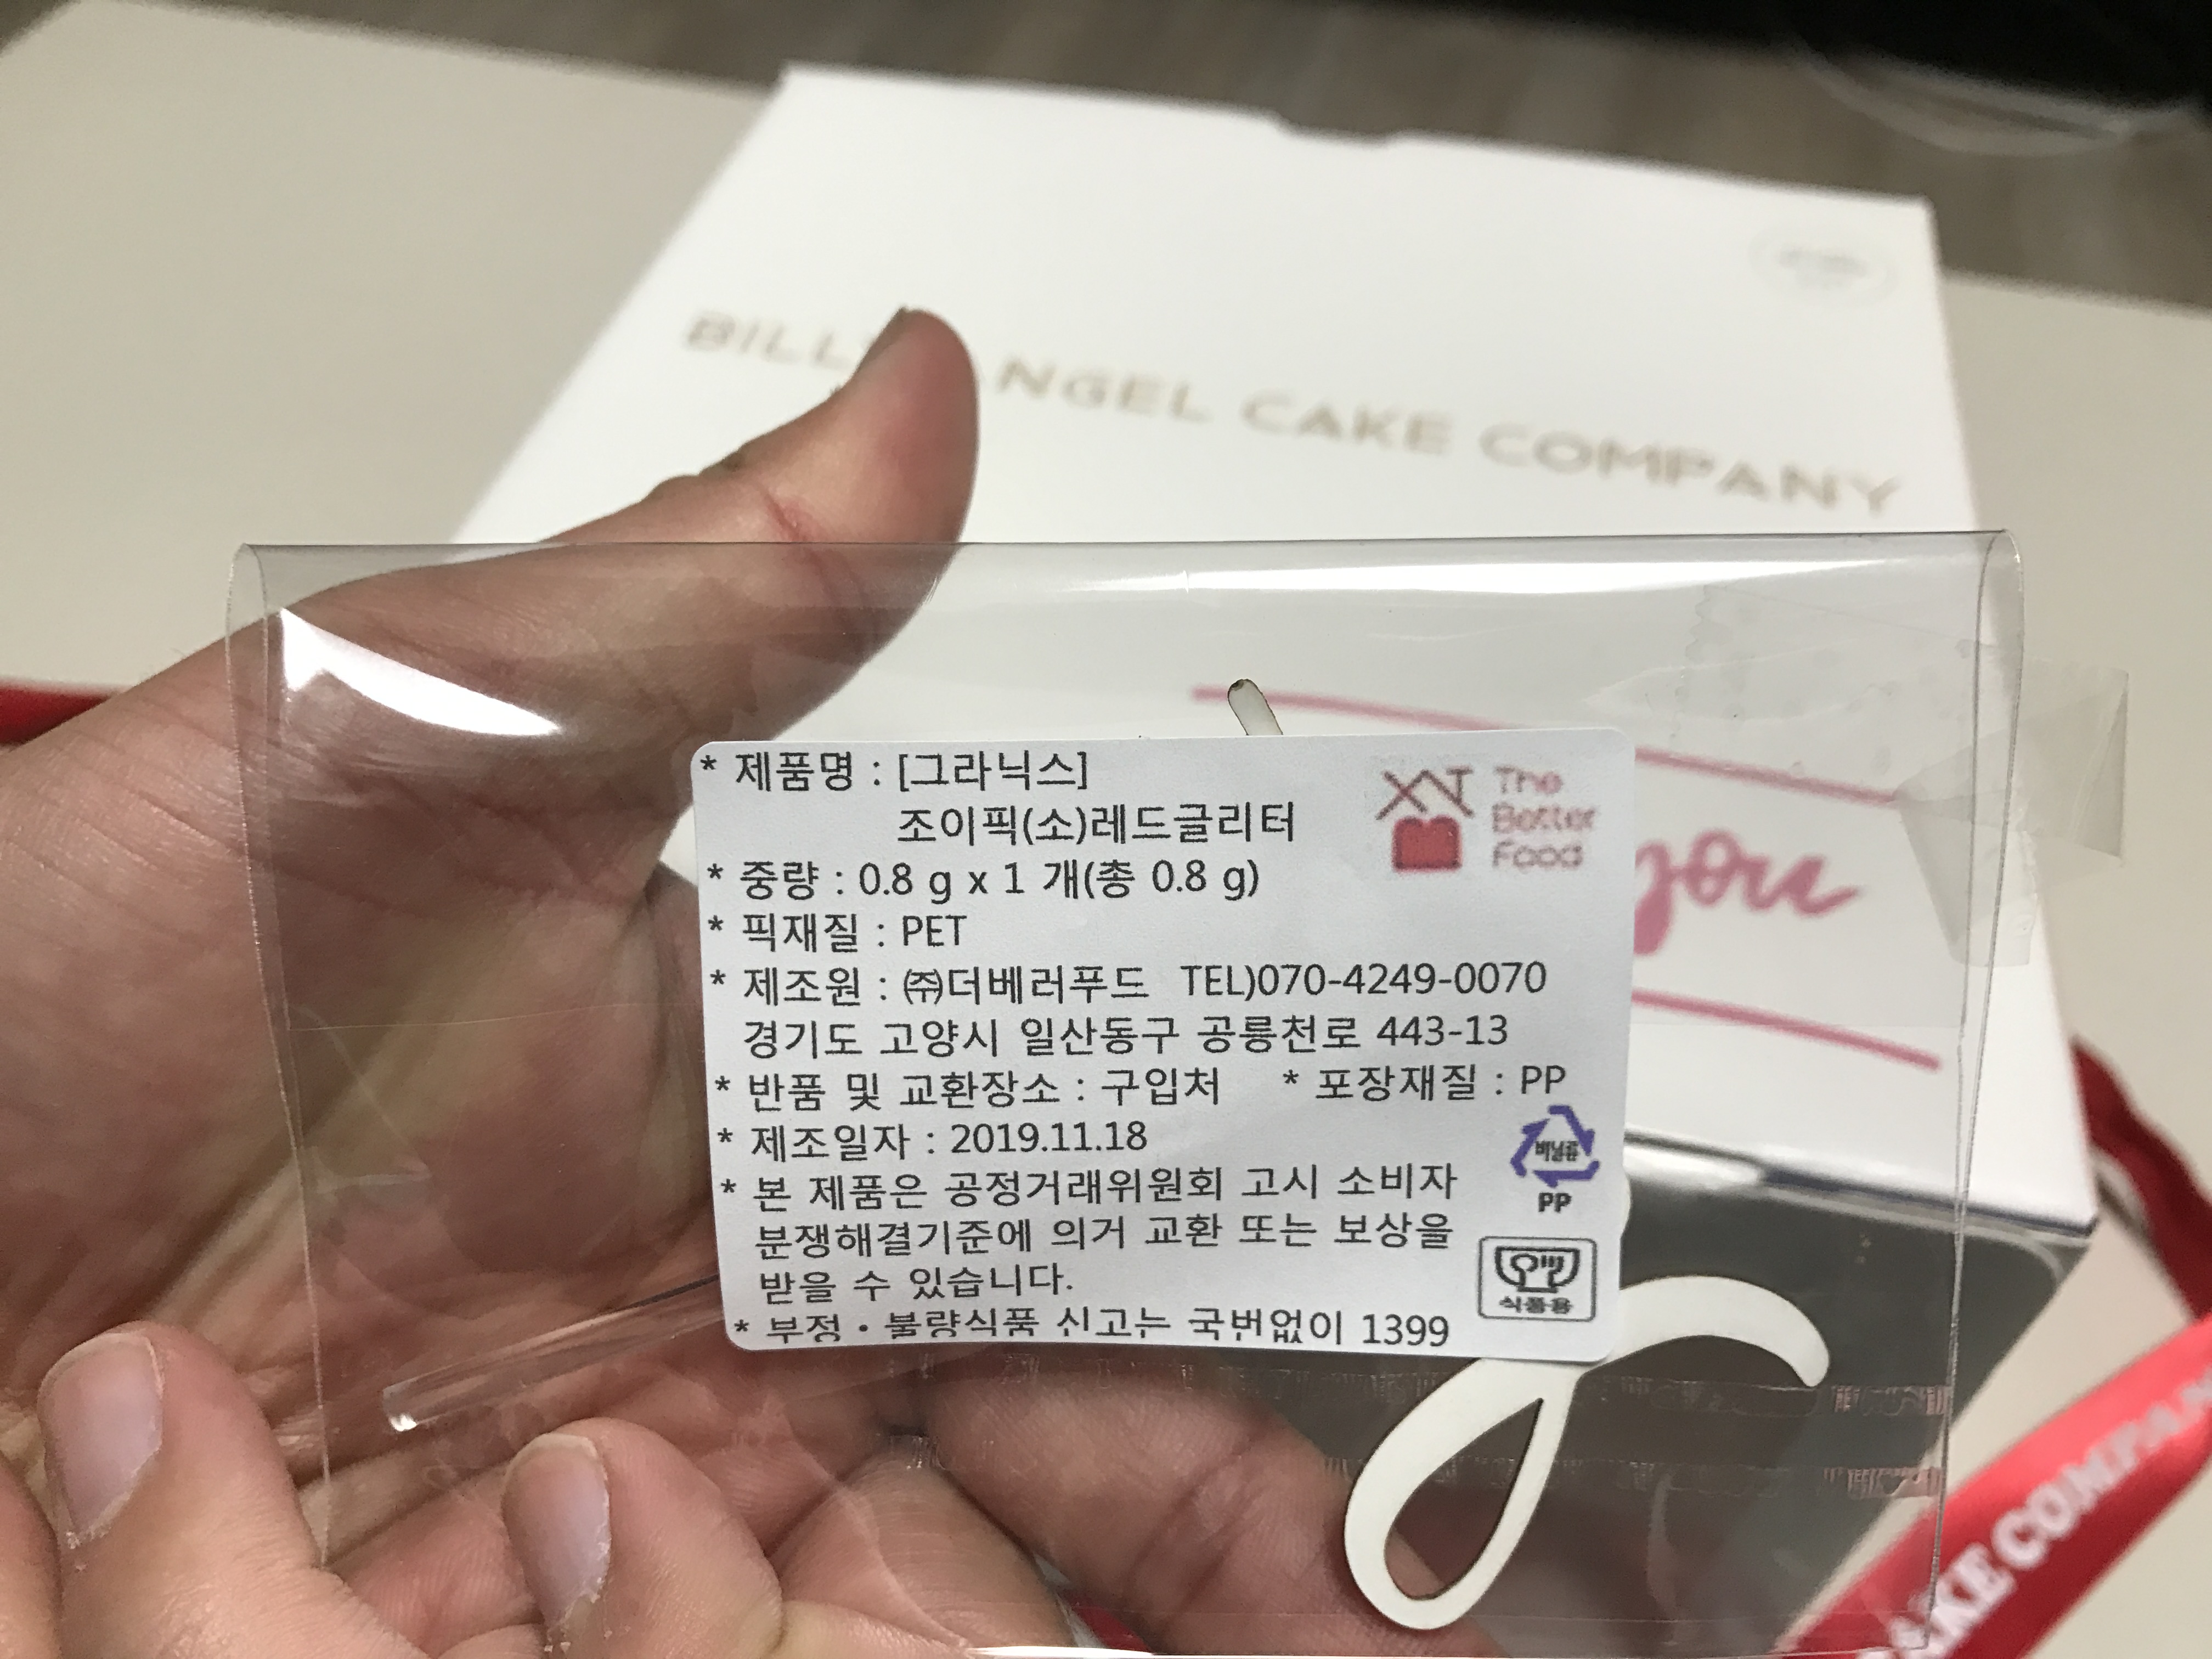 BILL NGEL CAKE COMPANY
you
* 제품명 : [그라닉스]
조이픽(소)레드글리터
The
Better
Food
* 중량 : 0.8 g x 1 개(총 0.8 g)
* 픽재질 : PET
* 제조원 : ㈜더베러푸드 TEL)070-4249-0070
경기도 고양시 일산동구 공릉천로 443-13
* 반품 및 교환장소 : 구입처 * 포장재질 : PP
* 제조일자 : 2019.11.18
비닐류
PP
* 본 제품은 공정거래위원회 고시 소비자
분쟁해결기준에 의거 교환 또는 보상을
받을 수 있습니다.
식품용
* 부정 • 불량식품 신고는 국번없이 1399
CAKE COMPAN